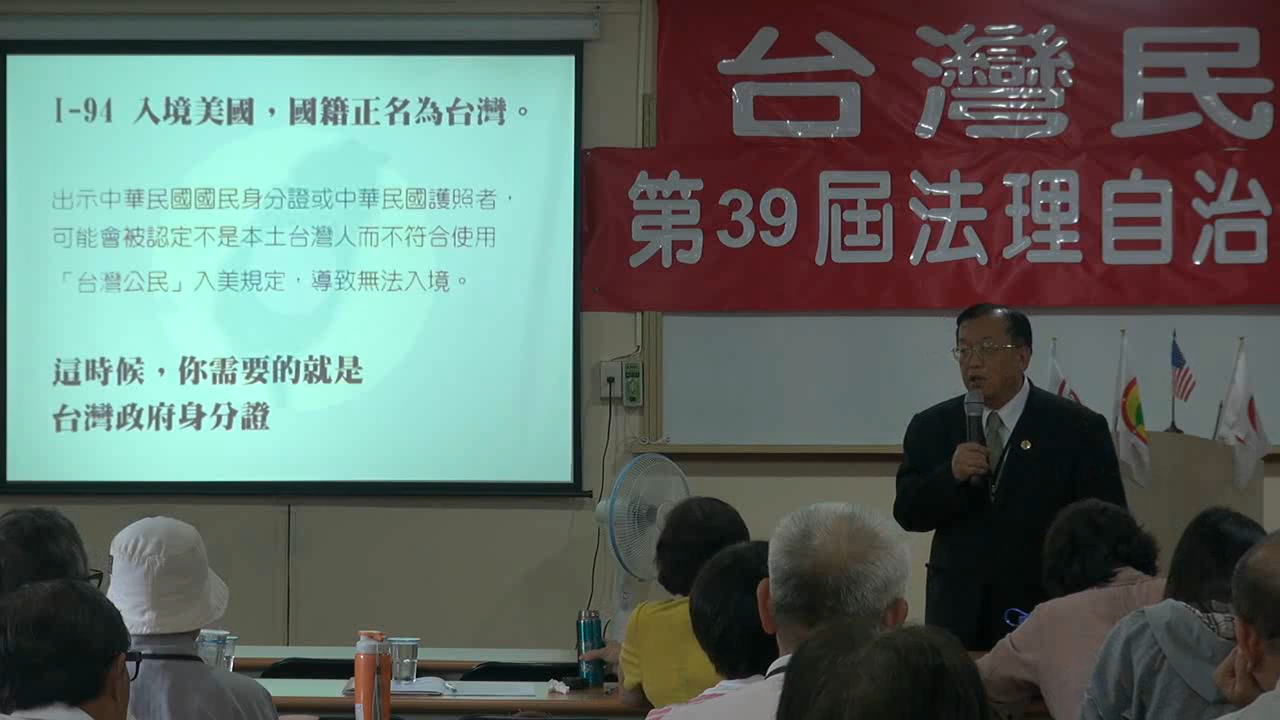 I-94 入境美國，國籍正名為台灣。
出示中華民國國民身分證或中華民國護照者，
可能會被認定不是本土台灣人而不符合使用
「台灣公民」入美規定，導致無法入境。
這時候，你需要的就是
台灣政府身分證
台灣民
第39屆法理自治